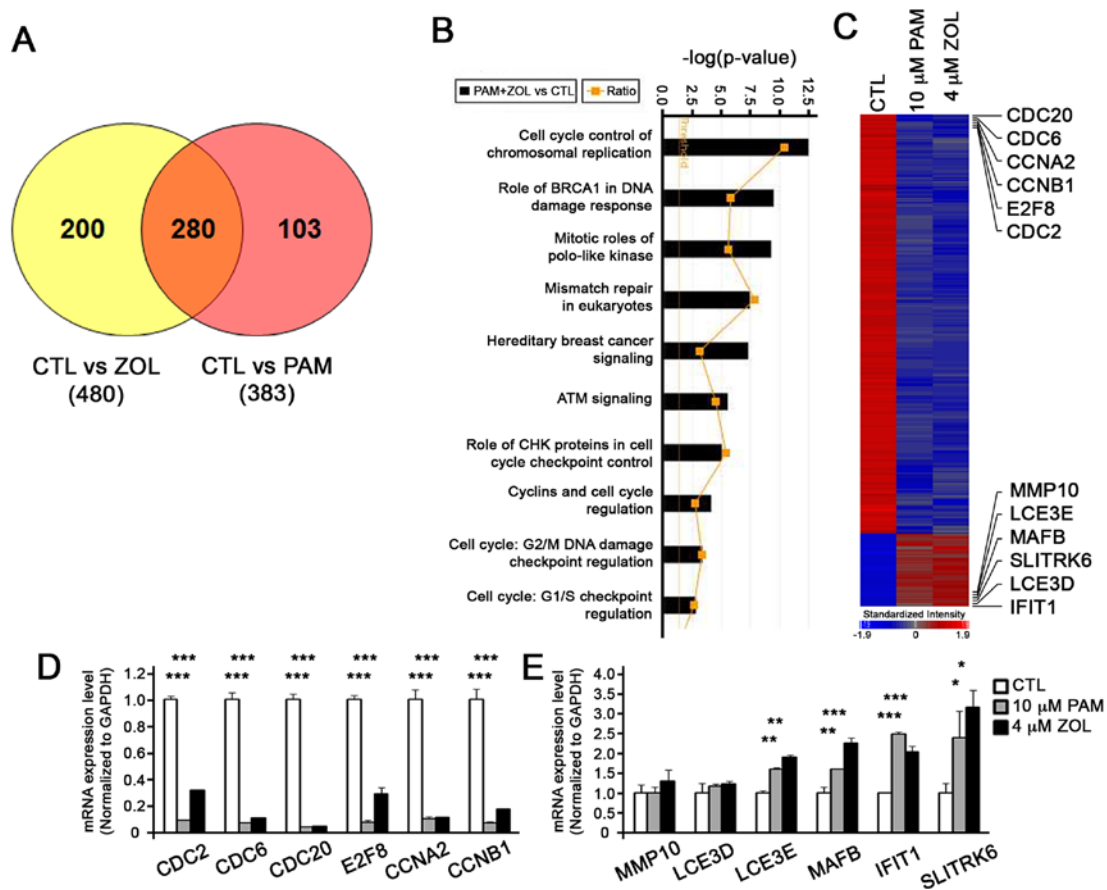 A
200
280
103
CTL vs ZOL
(480)
CTL vs PAM
(383)
B
-log(p-value)
PAM+ZOL vs CTL
Ratio
0.0
2.5
5.0
7.5
10.0
12.5
Threshold
Cell cycle control of
chromosomal replication
Role of BRCA1 in DNA
damage response
Mitotic roles of
polo-like kinase
Mismatch repair
in eukaryotes
Hereditary breast cancer
signaling
ATM signaling
Role of CHK proteins in cell
cycle checkpoint control
Cyclins and cell cycle
regulation
Cell cycle: G2/M DNA damage
checkpoint regulation
Cell cycle: G1/S checkpoint
regulation
C
CTL
10 μM PAM
4 μM ZOL
CDC20
CDC6
CCNA2
CCNB1
E2F8
CDC2
MMP10
LCE3E
MAFB
SLITRK6
LCE3D
IFIT1
Standardized Intensity
-1.9
0
1.9
D
mRNA expression level
(Normalized to GAPDH)
1.2
1.0
0.8
0.6
0.4
0.2
0
*** *** *** *** *** ***
*** *** *** *** *** ***
CDC2
CDC6
CDC20
E2F8
CCNA2
CCNB1
E
mRNA expression level
(Normalized to GAPDH)
4.0
3.5
3.0
2.5
2.0
1.5
1.0
0.5
0
** *** *** *
** ** *** *
MMP10
LCE3D
LCE3E
MAFB
IFIT1
SLITRK6
CTL
10 μM PAM
4 μM ZOL